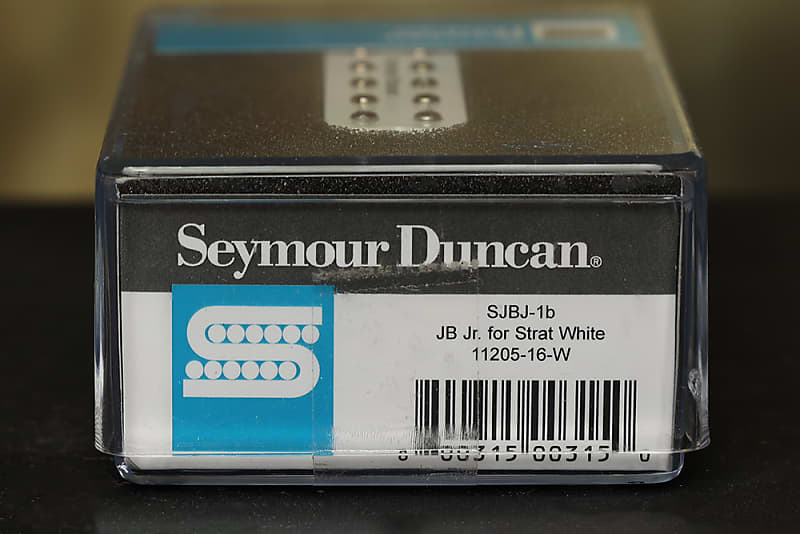 Seymour Duncan®
SJBJ-1b
JB Jr. for Strat White
11205-16-W
8 00315 00315 0